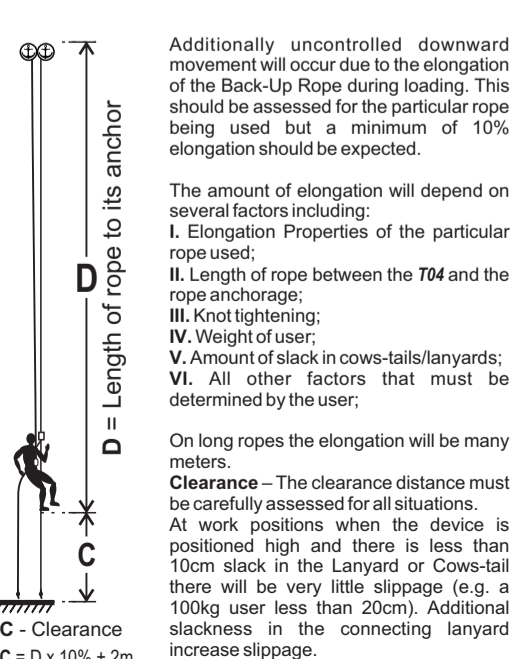 D
D = Length of rope to its anchor
C
C - Clearance
C = D x 10% + 2m
Additionally uncontrolled downward
movement will occur due to the elongation
of the Back-Up Rope during loading. This
should be assessed for the particular rope
being used but a minimum of 10%
elongation should be expected.
The amount of elongation will depend on
several factors including:
I. Elongation Properties of the particular
rope used;
II. Length of rope between the T04 and the
rope anchorage;
III. Knot tightening;
IV. Weight of user;
V. Amount of slack in cows-tails/lanyards;
VI. All other factors that must be
determined by the user;
On long ropes the elongation will be many
meters.
Clearance – The clearance distance must
be carefully assessed for all situations.
At work positions when the device is
positioned high and there is less than
10cm slack in the Lanyard or Cows-tail
there will be very little slippage (e.g. a
100kg user less than 20cm). Additional
slackness in the connecting lanyard
increase slippage.